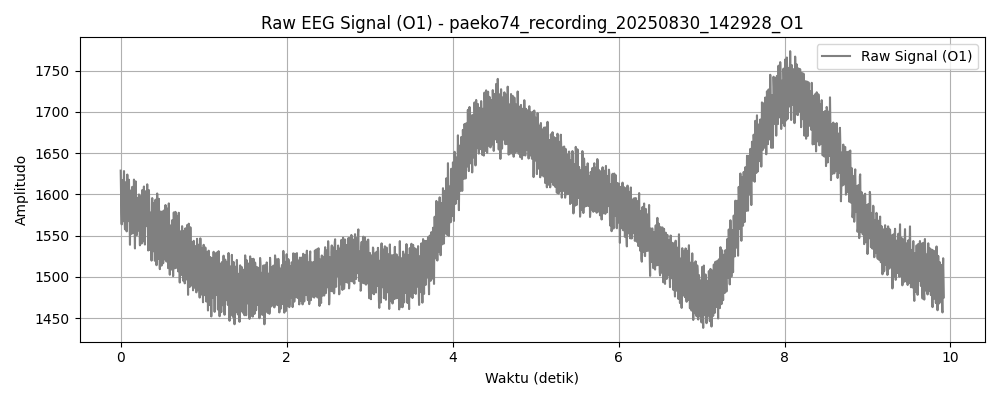 Raw EEG Signal (O1) - paeko74_recording_20250830_142928_O1
Raw Signal (O1)
Amplitudo
1750
1700
1650
1600
1550
1500
1450
0 2 4 6 8 10
Waktu (detik)